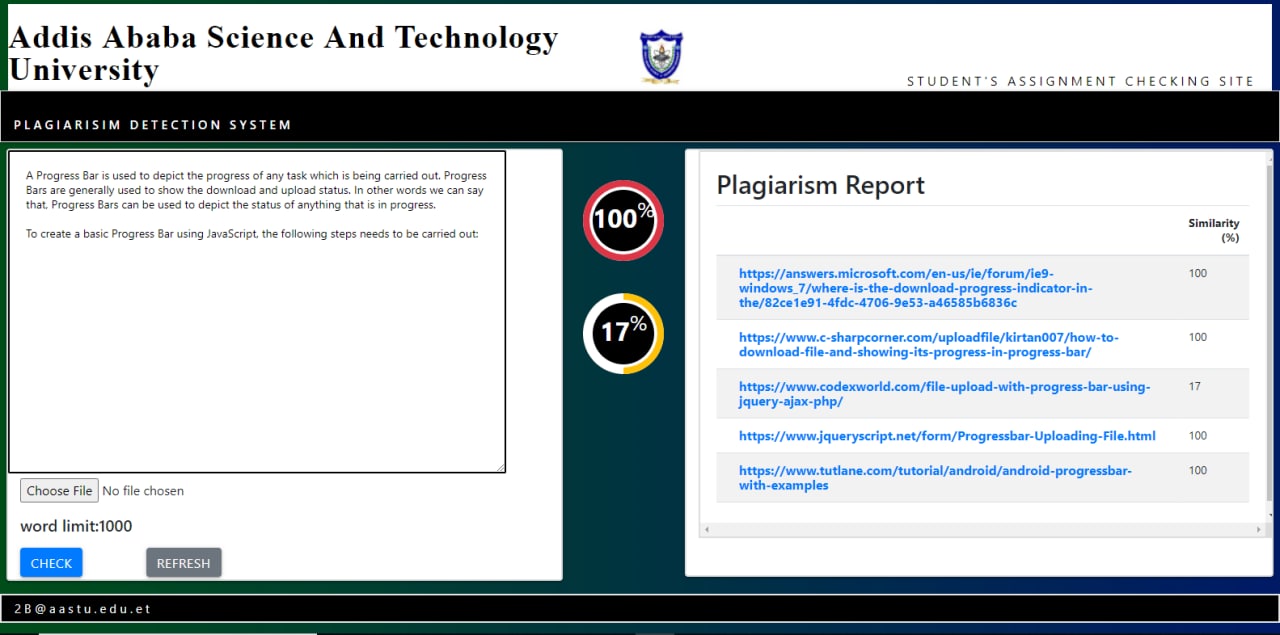 Addis Ababa Science And Technology
University
STUDENT'S ASSIGNMENT CHECKING SITE
PLAGIARISIM DETECTION SYSTEM
A Progress Bar is used to depict the progress of any task which is being carried out. Progress
Bars are generally used to show the download and upload status. In other words we can say
that, Progress Bars can be used to depict the status of anything that is in progress.
To create a basic Progress Bar using JavaScript, the following steps needs to be carried out:
Choose File No file chosen
word limit:1000
CHECK
REFRESH
100%
17%
Plagiarism Report
Similarity
(%)
https://answers.microsoft.com/en-us/ie/forum/ie9- 100
windows_7/where-is-the-download-progress-indicator-in-
the/82ce1e91-4fdc-4706-9e53-a46585b6836c
https://www.c-sharpcorner.com/uploadfile/kirtan007/how-to- 100
download-file-and-showing-its-progress-in-progress-bar/
https://www.codexworld.com/file-upload-with-progress-bar-using- 17
jquery-ajax-php/
https://www.jqueryscript.net/form/Progressbar-Uploading-File.html 100
https://www.tutlane.com/tutorial/android/android-progressbar- 100
with-examples
2B@aastu.edu.et